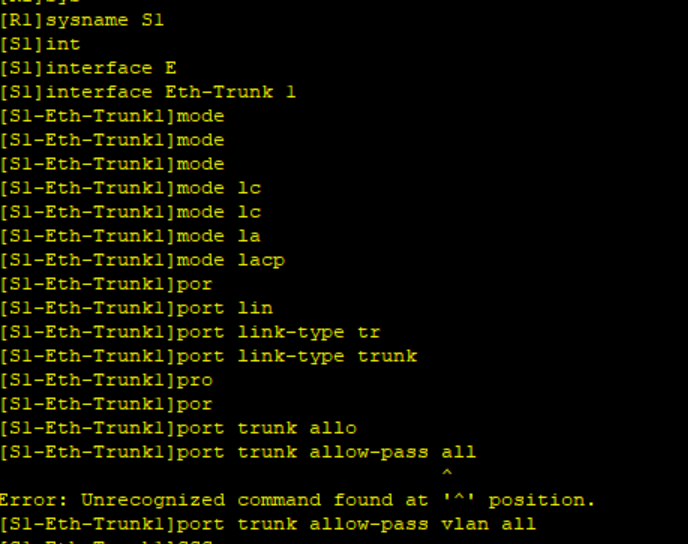 [R1]sysname S1
[S1]int
[S1]interface E
[S1]interface Eth-Trunk 1
[S1-Eth-Trunk1]mode
[S1-Eth-Trunk1]mode
[S1-Eth-Trunk1]mode
[S1-Eth-Trunk1]mode lc
[S1-Eth-Trunk1]mode lc
[S1-Eth-Trunk1]mode la
[S1-Eth-Trunk1]mode lacp
[S1-Eth-Trunk1]por
[S1-Eth-Trunk1]port lin
[S1-Eth-Trunk1]port link-type tr
[S1-Eth-Trunk1]port link-type trunk
[S1-Eth-Trunk1]pro
[S1-Eth-Trunk1]por
[S1-Eth-Trunk1]port trunk allo
[S1-Eth-Trunk1]port trunk allow-pass all
^
Error: Unrecognized command found at '^' position.
[S1-Eth-Trunk1]port trunk allow-pass vlan all